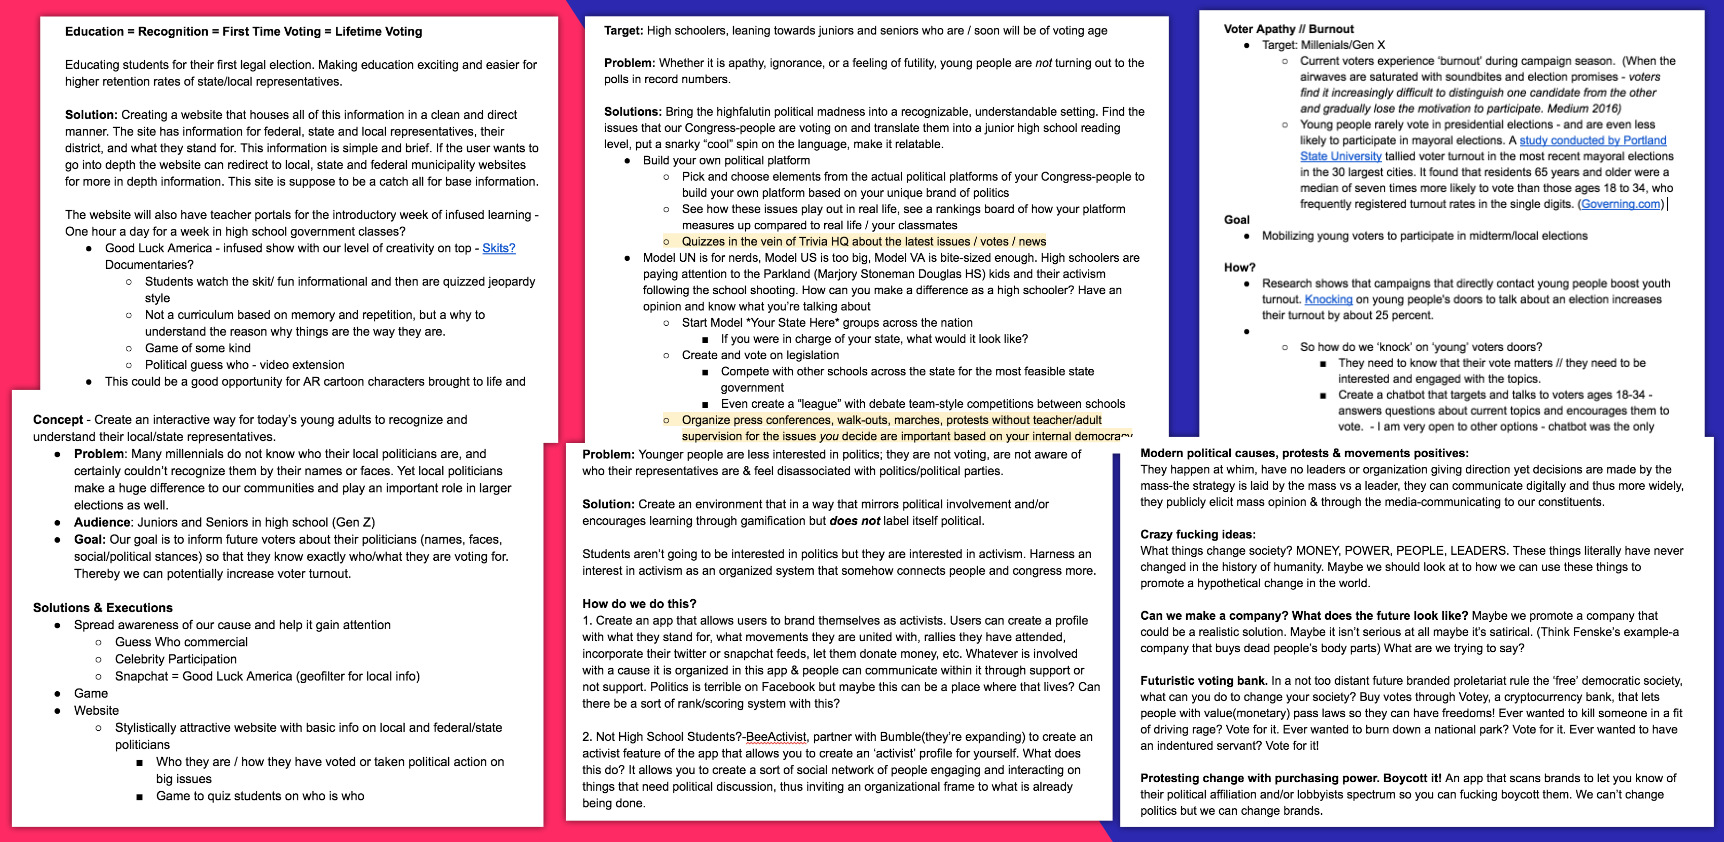 Education = Recognition = First Time Voting = Lifetime Voting
Educating students for their first legal election. Making education exciting and easier for
higher retention rates of state/local representatives.
Solution: Creating a website that houses all of this information in a clean and direct
manner. The site has information for federal, state and local representatives, their
district, and what they stand for. This information is simple and brief. If the user wants to
go into depth the website can redirect to local, state and federal municipality websites
for more in depth information. This site is suppose to be a catch all for base information.
The website will also have teacher portals for the introductory week of infused learning -
One hour a day for a week in high school government classes?
● Good Luck America - infused show with our level of creativity on top - Skits?
Documentaries?
○ Students watch the skit/ fun informational and then are quizzed jeopardy
style
○ Not a curriculum based on memory and repetition, but a why to
understand the reason why things are the way they are.
○ Game of some kind
○ Political guess who - video extension
● This could be a good opportunity for AR cartoon characters brought to life and
Concept - Create an interactive way for today's young adults to recognize and
understand their local/state representatives.
● Problem: Many millennials do not know who their local politicians are, and
certainly couldn't recognize them by their names or faces. Yet local politicians
make a huge difference to our communities and play an important role in larger
elections as well.
● Audience: Juniors and Seniors in high school (Gen Z)
● Goal: Our goal is to inform future voters about their politicians (names, faces,
social/political stances) so that they know exactly who/what they are voting for.
Thereby we can potentially increase voter turnout.
Solutions & Executions
● Spread awareness of our cause and help it gain attention
○ Guess Who commercial
○ Celebrity Participation
○ Snapchat = Good Luck America (geofilter for local info)
● Game
● Website
○ Stylistically attractive website with basic info on local and federal/state
politicians
■ Who they are / how they have voted or taken political action on
big issues
■ Game to quiz students on who is who
Target: High schoolers, leaning towards juniors and seniors who are / soon will be of voting age
Problem: Whether it is apathy, ignorance, or a feeling of futility, young people are not turning out to the
polls in record numbers.
Solutions: Bring the highfalutin political madness into a recognizable, understandable setting. Find the
issues that our Congress-people are voting on and translate them into a junior high school reading
level, put a snarky "cool" spin on the language, make it relatable.
● Build your own political platform
○ Pick and choose elements from the actual political platforms of your Congress-people to
build your own platform based on your unique brand of politics
○ See how these issues play out in real life, see a rankings board of how your platform
measures up compared to real life / your classmates
○ Quizzes in the vein of Trivia HQ about the latest issues / votes / news
● Model UN is for nerds, Model US is too big, Model VA is bite-sized enough. High schoolers are
paying attention to the Parkland (Marjory Stoneman Douglas HS) kids and their activism
following the school shooting. How can you make a difference as a high schooler? Have an
opinion and know what you're talking about
○ Start Model *Your State Here* groups across the nation
■ If you were in charge of your state, what would it look like?
○ Create and vote on legislation
■ Compete with other schools across the state for the most feasible state
government
■ Even create a "league" with debate team-style competitions between schools
○ Organize press conferences, walk-outs, marches, protests without teacher/adult
supervision for the issues you decide are important based on your internal democracy
Problem: Younger people are less interested in politics; they are not voting, are not aware of
who their representatives are & feel disassociated with politics/political parties.
Solution: Create an environment that in a way that mirrors political involvement and/or
encourages learning through gamification but does not label itself political.
Students aren't going to be interested in politics but they are interested in activism. Harness an
interest in activism as an organized system that somehow connects people and congress more.
How do we do this?
1. Create an app that allows users to brand themselves as activists. Users can create a profile
with what they stand for, what movements they are united with, rallies they have attended,
incorporate their twitter or snapchat feeds, let them donate money, etc. Whatever is involved
with a cause it is organized in this app & people can communicate within it through support or
not support. Politics is terrible on Facebook but maybe this can be a place where that lives? Can
there be a sort of rank/scoring system with this?
2. Not High School Students?-BeeActivist, partner with Bumble(they're expanding) to create an
activist feature of the app that allows you to create an 'activist' profile for yourself. What does
this do? It allows you to create a sort of social network of people engaging and interacting on
things that need political discussion, thus inviting an organizational frame to what is already
being done.
Voter Apathy // Burnout
● Target: Millenials/Gen X
○ Current voters experience 'burnout' during campaign season. (When the
airwaves are saturated with soundbites and election promises - voters
find it increasingly difficult to distinguish one candidate from the other
and gradually lose the motivation to participate. Medium 2016)
○ Young people rarely vote in presidential elections - and are even less
likely to participate in mayoral elections. A study conducted by Portland
State University tallied voter turnout in the most recent mayoral elections
in the 30 largest cities. It found that residents 65 years and older were a
median of seven times more likely to vote than those ages 18 to 34, who
frequently registered turnout rates in the single digits. (Governing.com)
Goal
● Mobilizing young voters to participate in midterm/local elections
How?
● Research shows that campaigns that directly contact young people boost youth
turnout. Knocking on young people's doors to talk about an election increases
their turnout by about 25 percent.
●
○ So how do we 'knock' on 'young' voters doors?
■ They need to know that their vote matters // they need to be
interested and engaged with the topics.
■ Create a chatbot that targets and talks to voters ages 18-34 -
answers questions about current topics and encourages them to
vote. - I am very open to other options - chatbot was the only
Modern political causes, protests & movements positives:
They happen at whim, have no leaders or organization giving direction yet decisions are made by the
mass-the strategy is laid by the mass vs a leader, they can communicate digitally and thus more widely,
they publicly elicit mass opinion & through the media-communicating to our constituents.
Crazy fucking ideas:
What things change society? MONEY, POWER, PEOPLE, LEADERS. These things literally have never
changed in the history of humanity. Maybe we should look at to how we can use these things to
promote a hypothetical change in the world.
Can we make a company? What does the future look like? Maybe we promote a company that
could be a realistic solution. Maybe it isn't serious at all maybe it's satirical. (Think Fenske's example-a
company that buys dead people's body parts) What are we trying to say?
Futuristic voting bank. In a not too distant future branded proletariat rule the 'free' democratic society,
what can you do to change your society? Buy votes through Votey, a cryptocurrency bank, that lets
people with value(monetary) pass laws so they can have freedoms! Ever wanted to kill someone in a fit
of driving rage? Vote for it. Ever wanted to burn down a national park? Vote for it. Ever wanted to have
an indentured servant? Vote for it!
Protesting change with purchasing power. Boycott it! An app that scans brands to let you know of
their political affiliation and/or lobbyists spectrum so you can fucking boycott them. We can't change
politics but we can change brands.